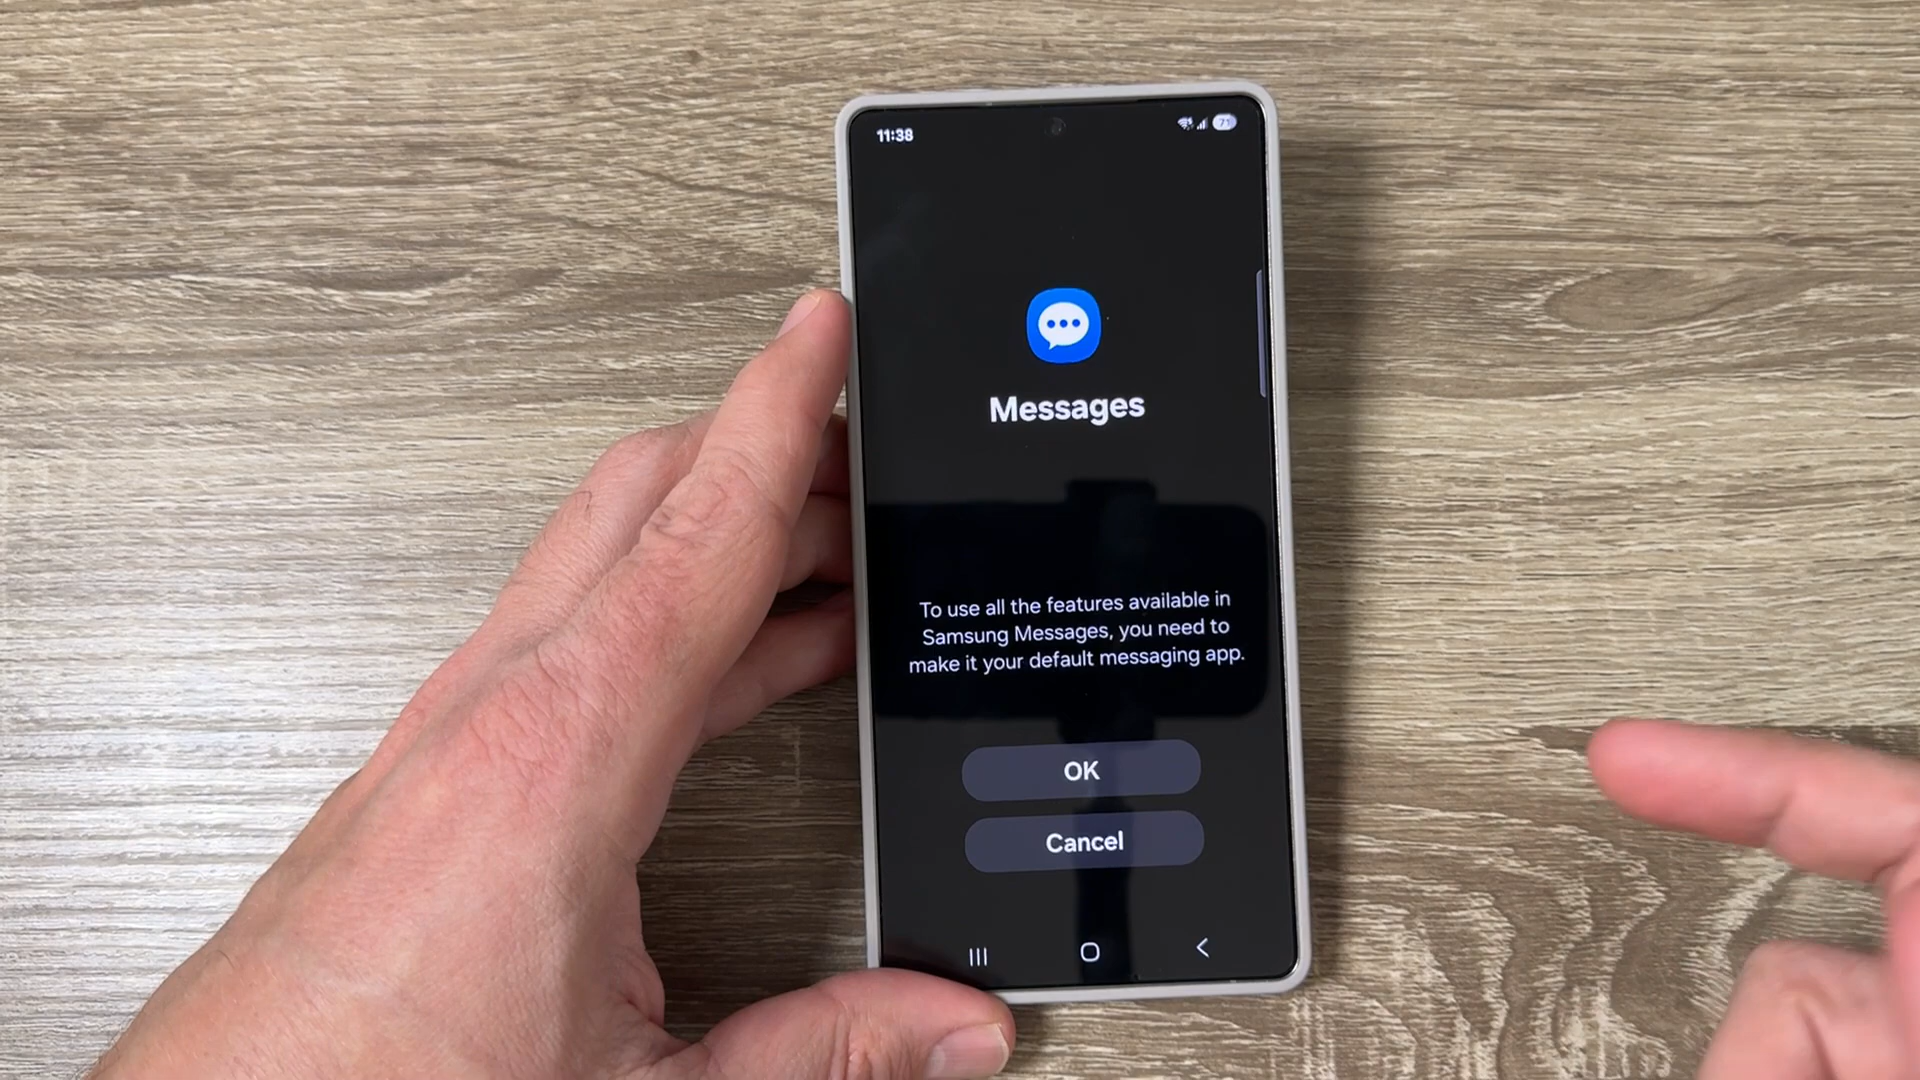 11:38
71
Messages
To use all the features available in
Samsung Messages, you need to
make it your default messaging app.
OK
Cancel